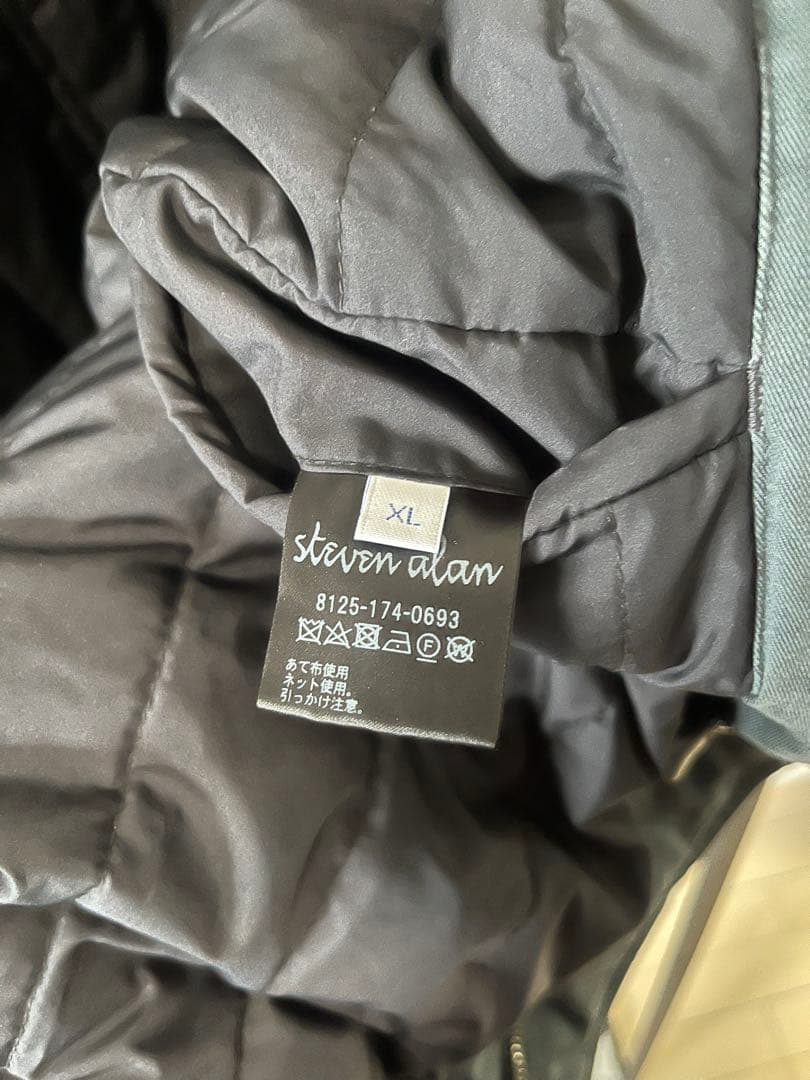 XL
steven alan
8125-174-0693
あて布使用
ネット使用。
引っかけ注意。